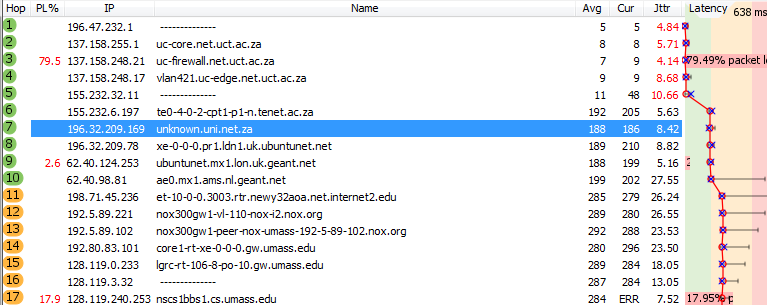 Hop PL% IP Name Avg Cur Jttr Latency 638 ms
1 196.47.232.1 -------------- 5 5 4.84
2 137.158.255.1 uc-core.net.uct.ac.za 8 8 5.71
3 79.5 137.158.248.21 uc-firewall.net.uct.ac.za 7 9 4.14 79.49% packet l
4 137.158.248.17 vlan421.uc-edge.net.uct.ac.za 9 9 8.68
5 155.232.32.11 -------------- 11 48 10.66
6 155.232.6.197 te0-4-0-2-cpt1-p1-n.tenet.ac.za 192 205 5.63
7 196.32.209.169 unknown.uni.net.za 188 186 8.42
8 196.32.209.78 xe-0-0-0.pr1.ldn1.uk.ubuntunet.net 189 210 8.82
9 2.6 62.40.124.253 ubuntunet.mx1.lon.uk.geant.net 188 199 5.16
10 62.40.98.81 ae0.mx1.ams.nl.geant.net 199 202 27.55
11 198.71.45.236 et-10-0-0.3003.rtr.newy32aoa.net.internet2.edu 285 279 26.24
12 192.5.89.221 nox300gw1-vl-110-nox-i2.nox.org 289 280 26.55
13 192.5.89.102 nox300gw1-peer-nox-umass-192-5-89-102.nox.org 292 288 23.53
14 192.80.83.101 core1-rt-xe-0-0-0.gw.umass.edu 280 296 23.50
15 128.119.0.233 lgrc-rt-106-8-po-10.gw.umass.edu 289 284 18.05
16 128.119.3.32 -------------- 287 284 13.05
17 17.9 128.119.240.253 nscs1bbs1.cs.umass.edu 284 ERR 7.52 17.95% p